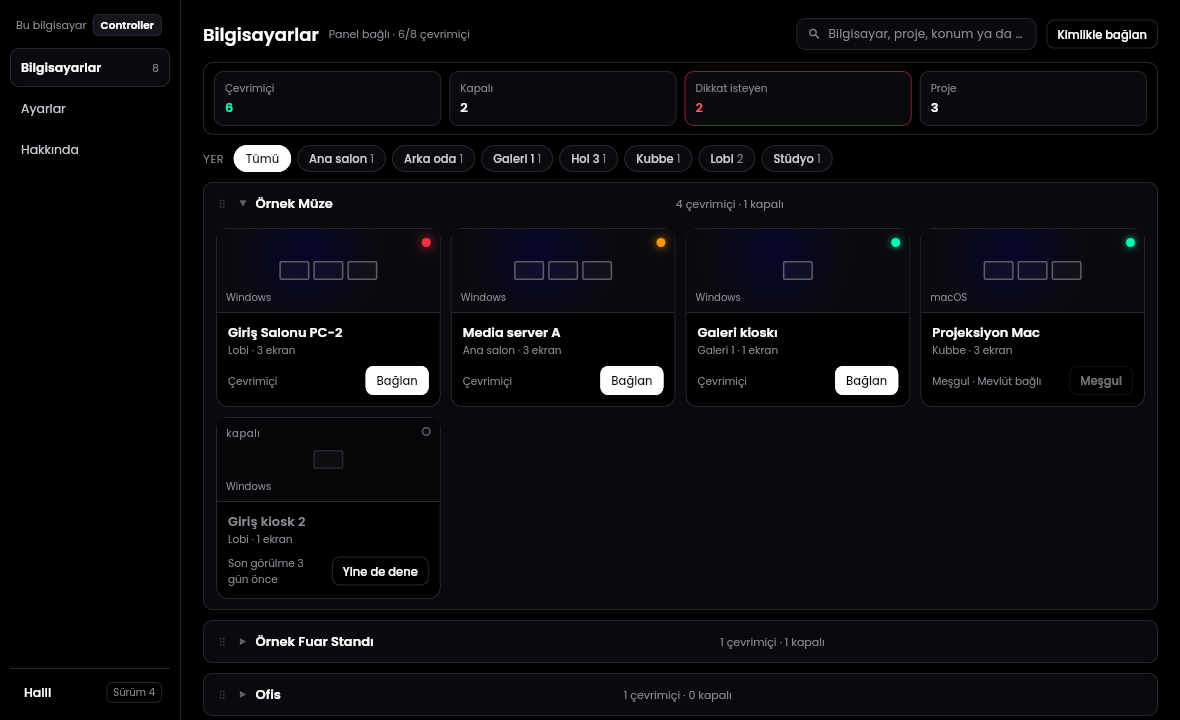 Bu bilgisayar Controller
Bilgisayarlar 8
Ayarlar
Hakkında
Halil Sürüm 4
Bilgisayarlar Panel bağlı · 6/8 çevrimiçi
Bilgisayar, proje, konum ya da ...
Kimlikle bağlan
Çevrimiçi
6
Kapalı
2
Dikkat isteyen
2
Proje
3
YER Tümü Ana salon 1 Arka oda 1 Galeri 1 1 Hol 3 1 Kubbe 1 Lobi 2 Stüdyo 1
Örnek Müze 4 çevrimiçi · 1 kapalı
Windows
Giriş Salonu PC-2
Lobi · 3 ekran
Çevrimiçi Bağlan
Windows
Media server A
Ana salon · 3 ekran
Çevrimiçi Bağlan
Windows
Galeri kioskı
Galeri 1 · 1 ekran
Çevrimiçi Bağlan
macOS
Projeksiyon Mac
Kubbe · 3 ekran
Meşgul · Mevlüt bağlı Meşgul
kapalı
Windows
Giriş kiosk 2
Lobi · 1 ekran
Son görülme 3
gün önce
Yine de dene
Örnek Fuar Standı 1 çevrimiçi · 1 kapalı
Ofis 1 çevrimiçi · 0 kapalı